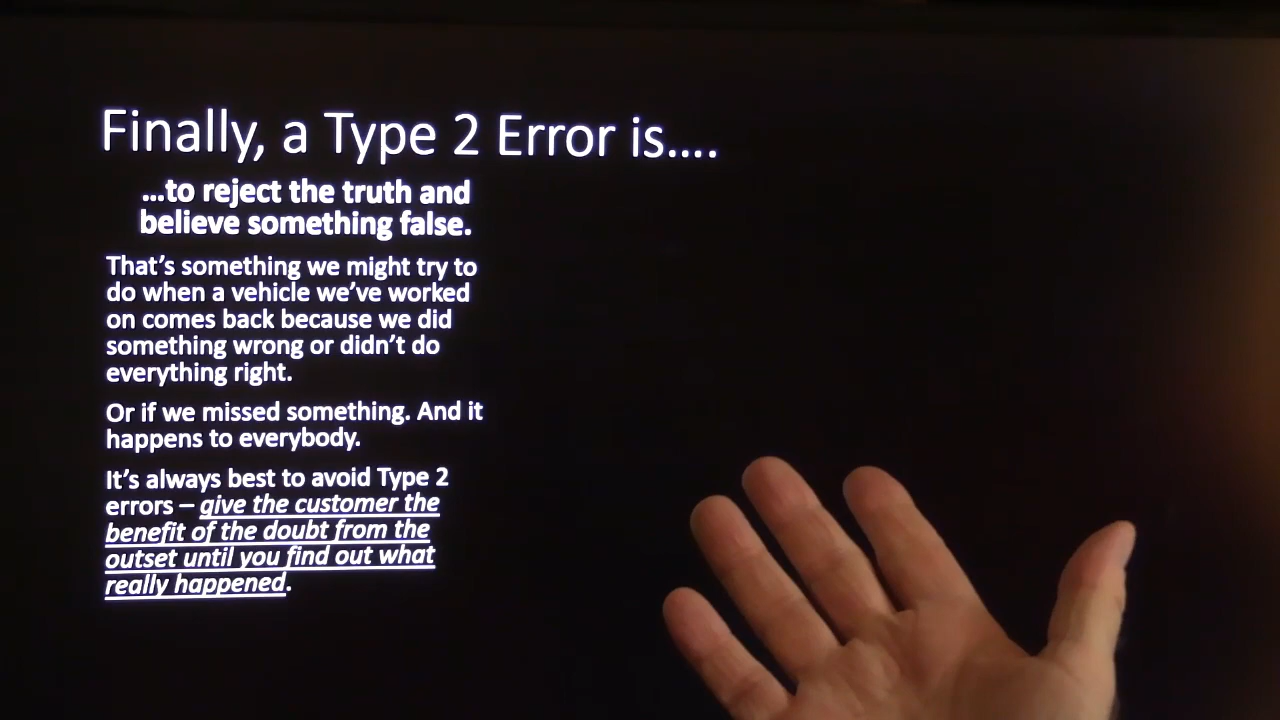 Finally, a Type 2 Error is....
...to reject the truth and
believe something false.
That's something we might try to
do when a vehicle we've worked
on comes back because we did
something wrong or didn't do
everything right.
Or if we missed something. And it
happens to everybody.
It's always best to avoid Type 2
errors – give the customer the
benefit of the doubt from the
outset until you find out what
really happened.